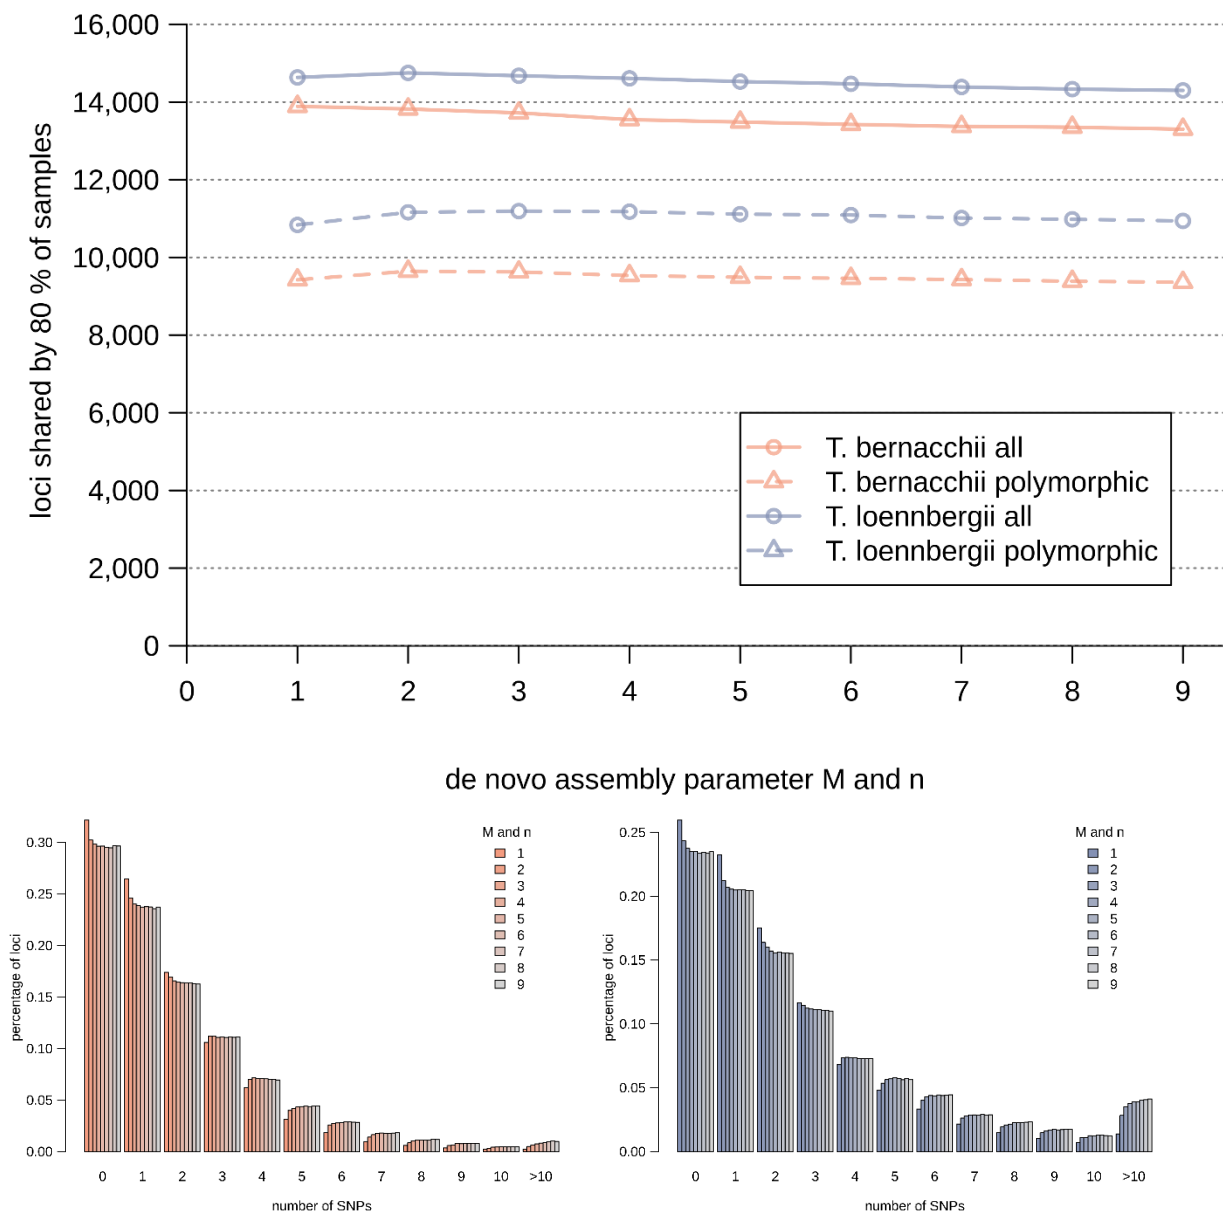 loci shared by 80 % of samples
16,000
14,000
12,000
10,000
8,000
6,000
4,000
2,000
0
0 1 2 3 4 5 6 7 8 9
T. bernacchii all
T. bernacchii polymorphic
T. loennbergii all
T. loennbergii polymorphic
de novo assembly parameter M and n
percentage of loci
0.30
0.25
0.20
0.15
0.10
0.05
0.00
M and n
1
2
3
4
5
6
7
8
9
0 1 2 3 4 5 6 7 8 9 10 >10
number of SNPs
percentage of loci
0.25
0.20
0.15
0.10
0.05
0.00
M and n
1
2
3
4
5
6
7
8
9
0 1 2 3 4 5 6 7 8 9 10 >10
number of SNPs